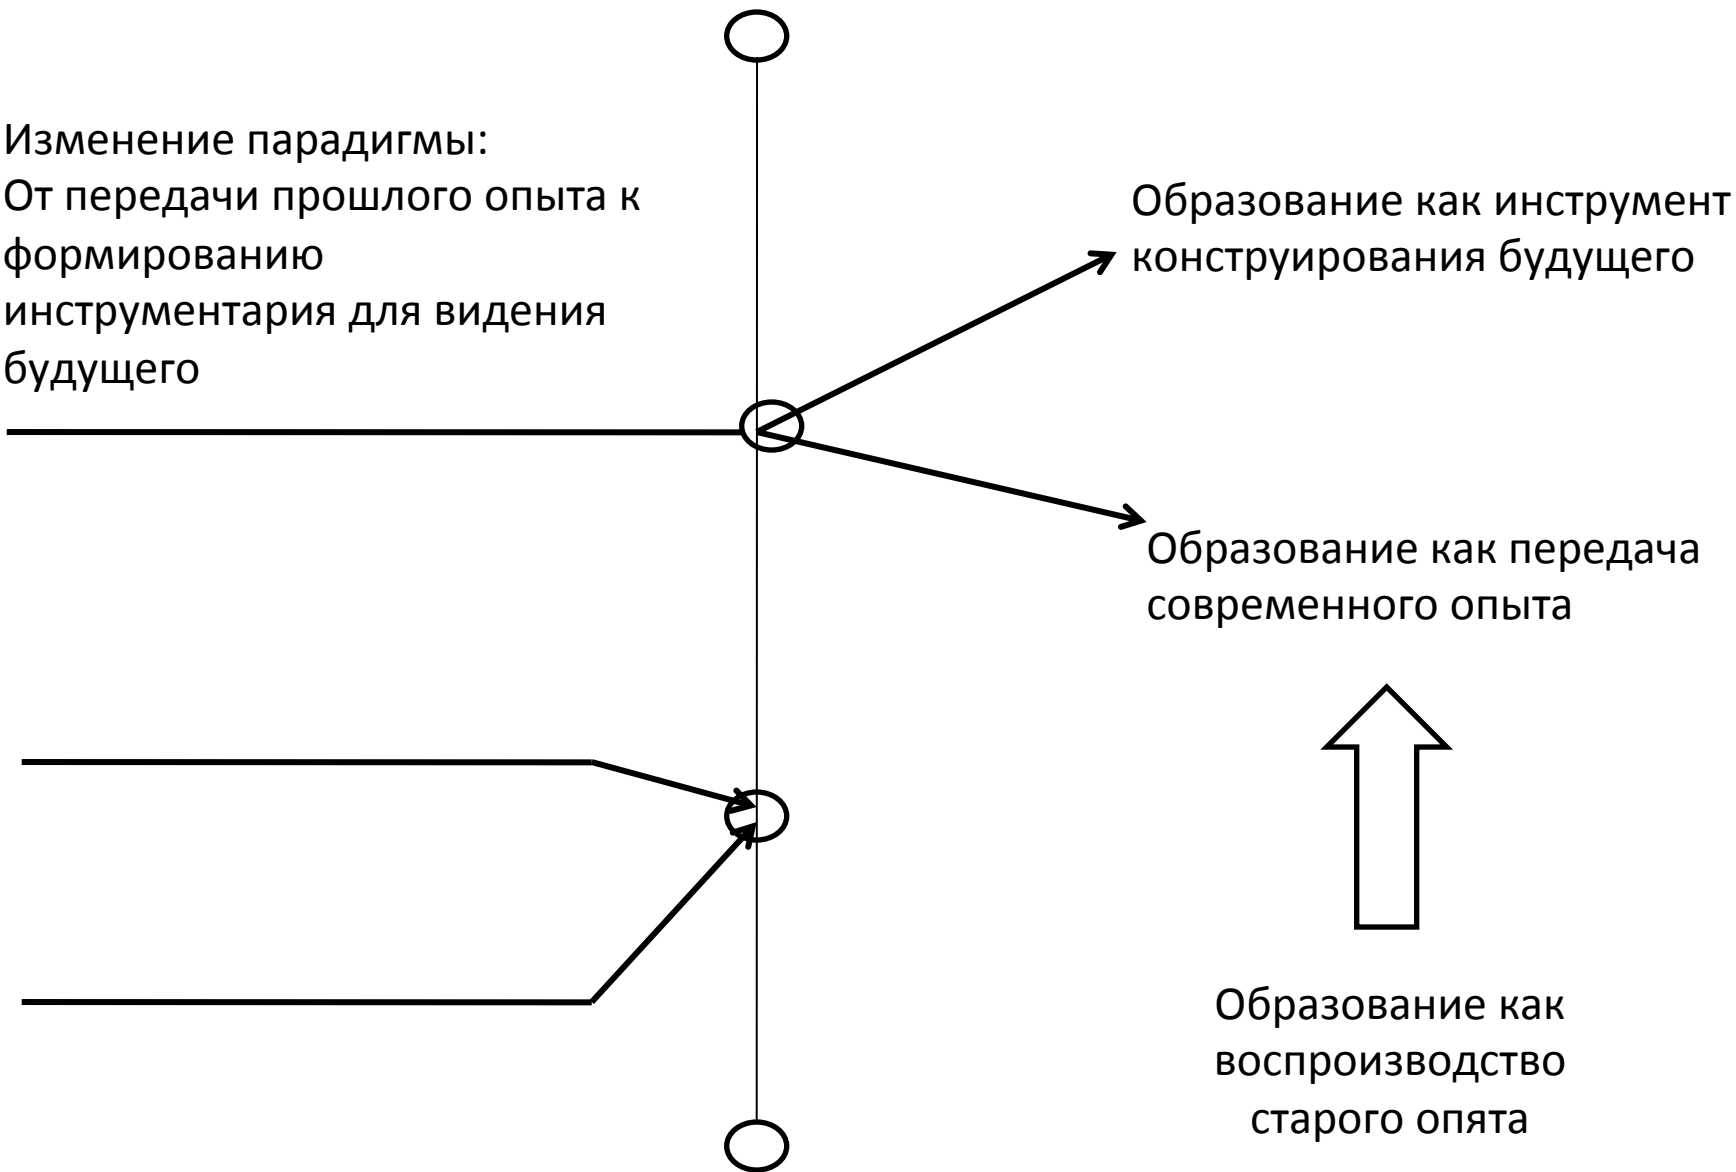 Изменение парадигмы:
От передачи прошлого опыта к
формированию
инструментария для видения
будущего
Образование как инструмент
конструирования будущего
Образование как передача
современного опыта
Образование как
воспроизводство
старого опята